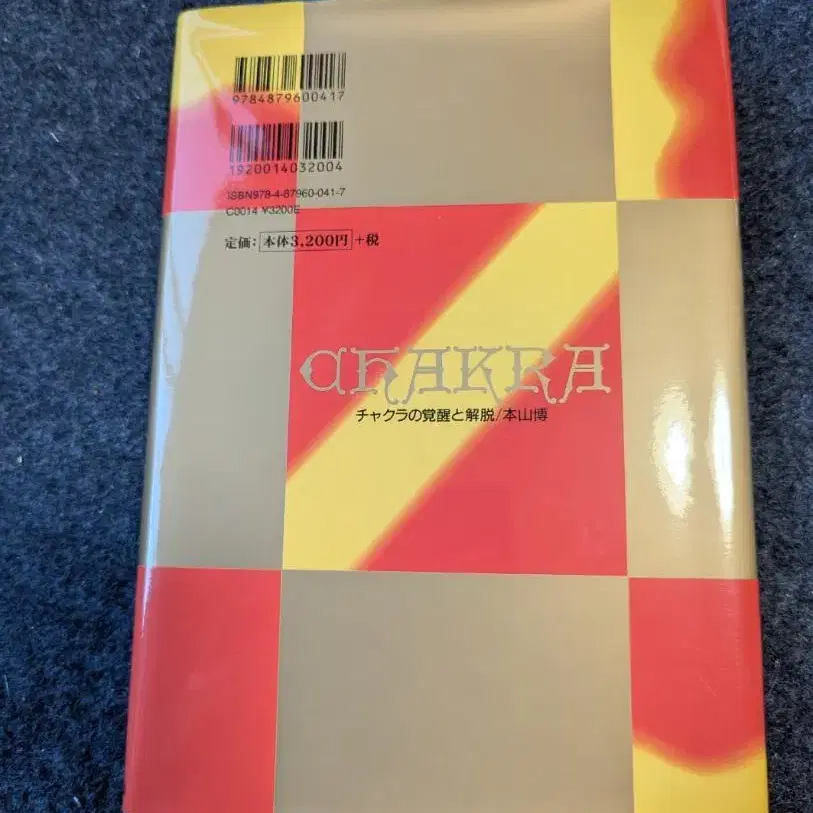 9784879600417
1920014032004
ISBN978-4-87960-041-7
C0014 ¥3200E
定価：本体3,200円+税
CHAKRA
チャクラの覚醒と解脱/本山博